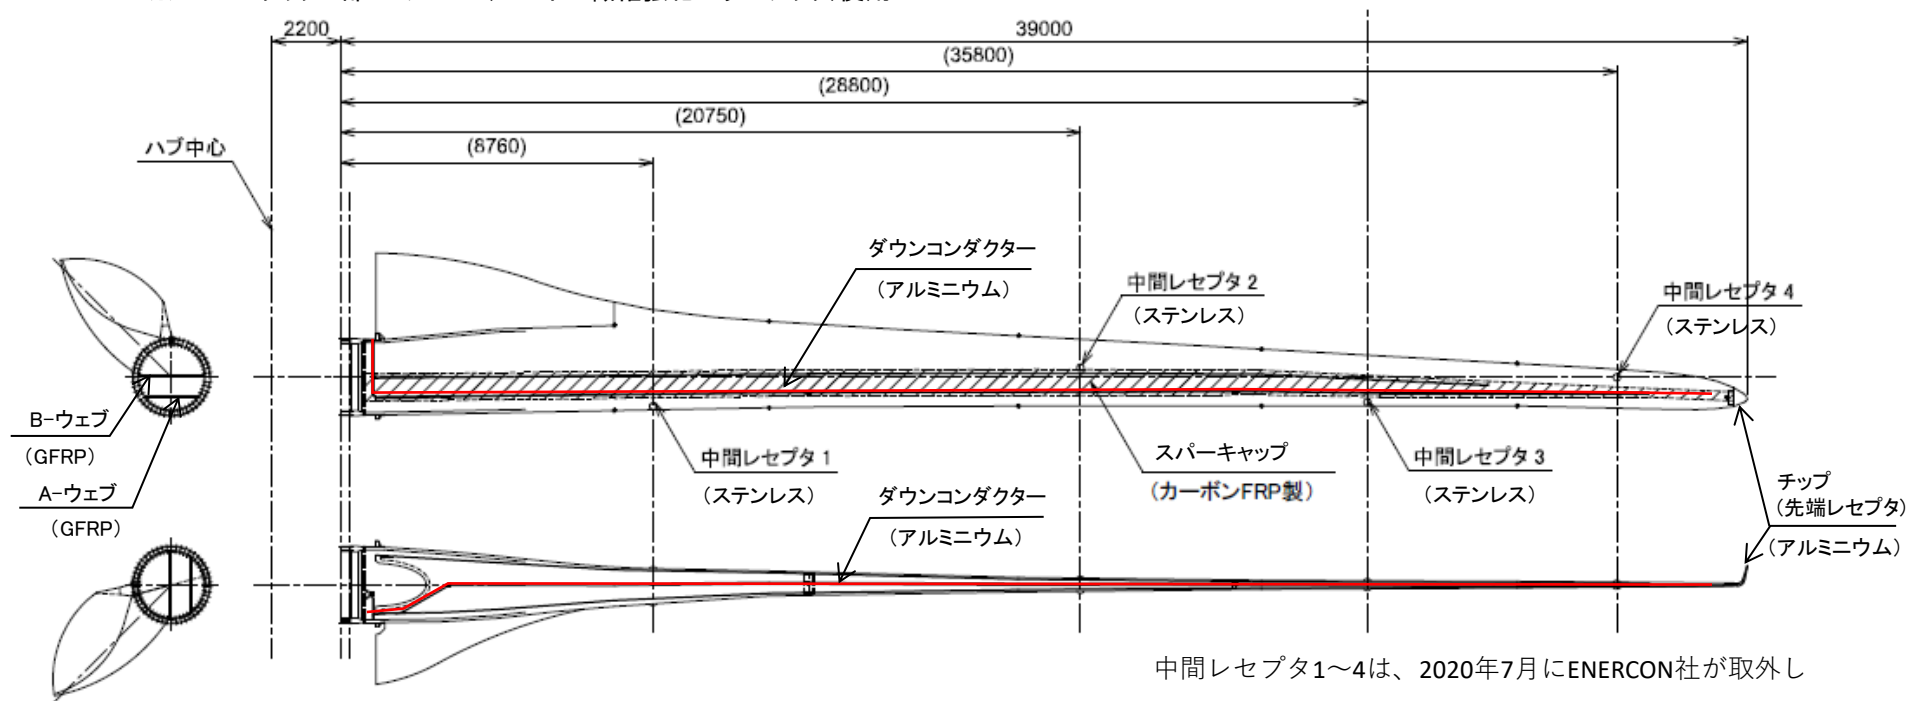 2200
39000
(35800)
(28800)
(20750)
(8760)
ハブ中心
ダウンコンダクター
(アルミニウム)
中間レセプタ 2
(ステンレス)
中間レセプタ 4
(ステンレス)
B-ウェブ
(GFRP)
A-ウェブ
(GFRP)
中間レセプタ 1
(ステンレス)
スパーキャップ
(カーボンFRP製)
中間レセプタ 3
(ステンレス)
チップ
(先端レセプタ)
(アルミニウム)
ダウンコンダクター
(アルミニウム)
中間レセプタ1~4は、2020年7月にENERCON社が取外し